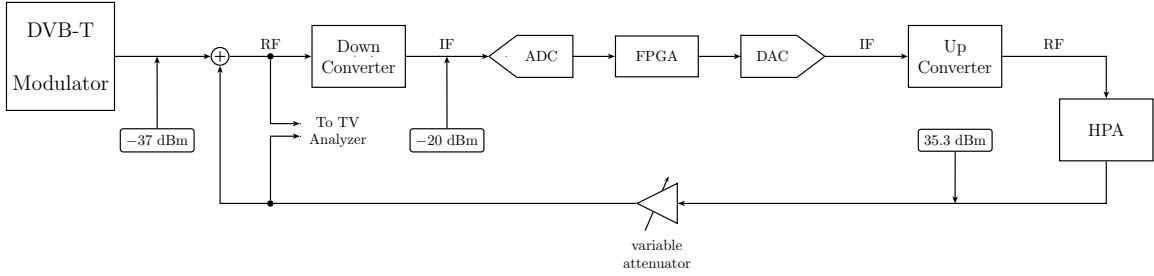 DVB-T
Modulator
RF
Down
Converter
IF
ADC
FPGA
DAC
IF
Up
Converter
RF
HPA
−37 dBm
To TV
Analyzer
−20 dBm
35.3 dBm
variable
attenuator